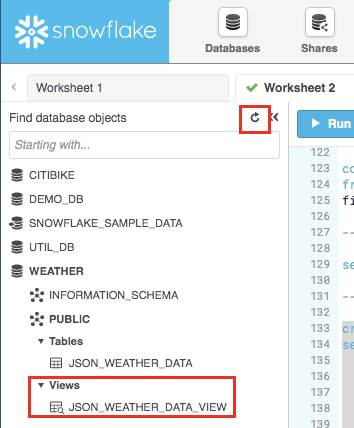 snowflake
Databases
Shares
Worksheet 1
Worksheet 2
Find database objects
Run
Starting with...
CITIBIKE
DEMO_DB
SNOWFLAKE_SAMPLE_DATA
UTIL_DB
WEATHER
INFORMATION_SCHEMA
PUBLIC
Tables
JSON_WEATHER_DATA
Views
JSON_WEATHER_DATA_VIEW
122
123 co
124 fr
125 fi
126
127 --
128
129 se
130
131 --
132
133 cr
134 se
135
136
137
138
139